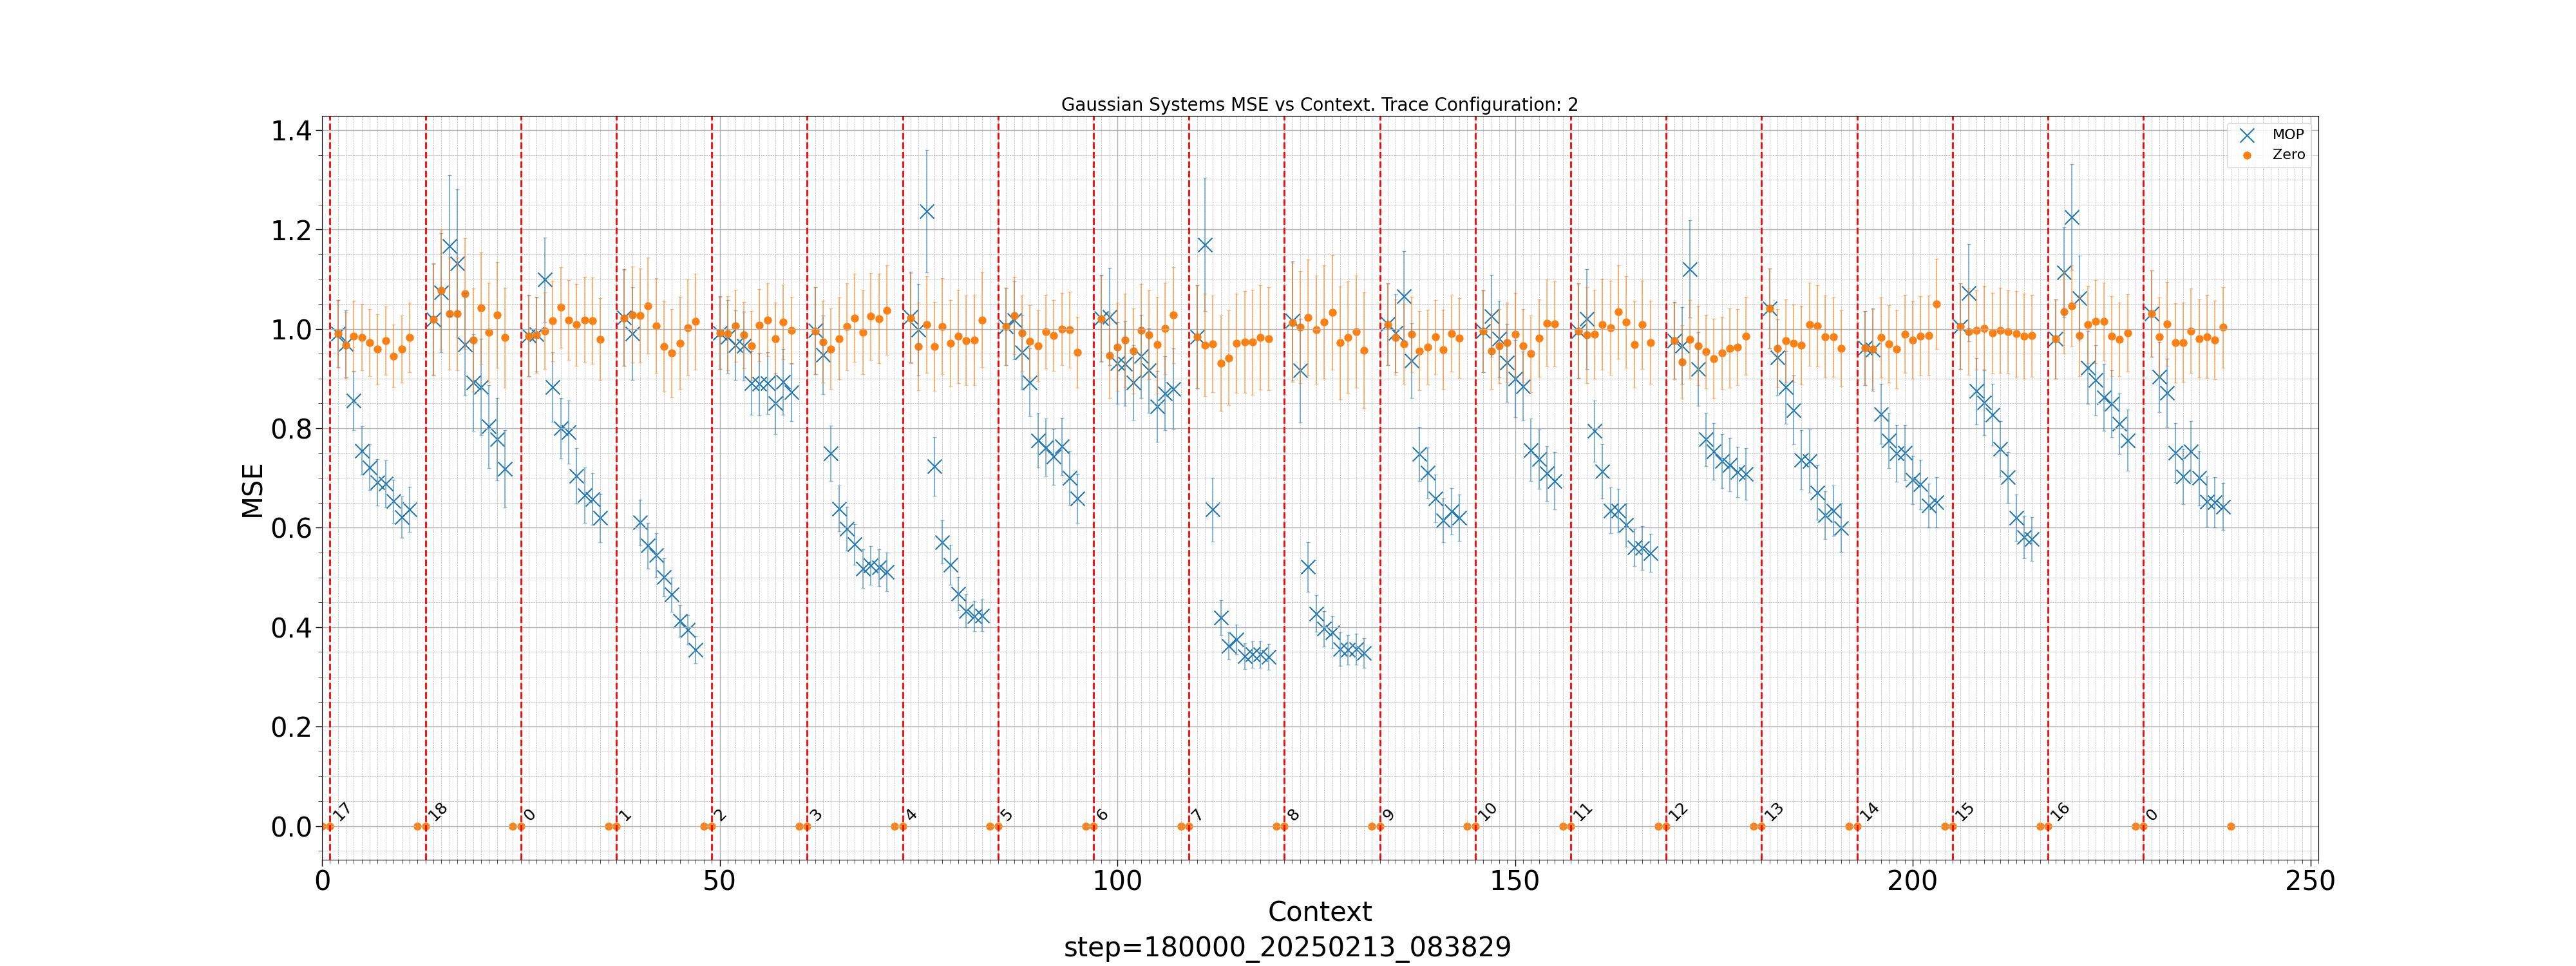 Gaussian Systems MSE vs Context. Trace Configuration: 2
MOP
Zero
MSE
1.4
1.2
1.0
0.8
0.6
0.4
0.2
0.0
17 18 0 1 2 3 4 5 6 7 8 9 10 11 12 13 14 15 16 0
0 50 100 150 200 250
Context
step=180000_20250213_083829